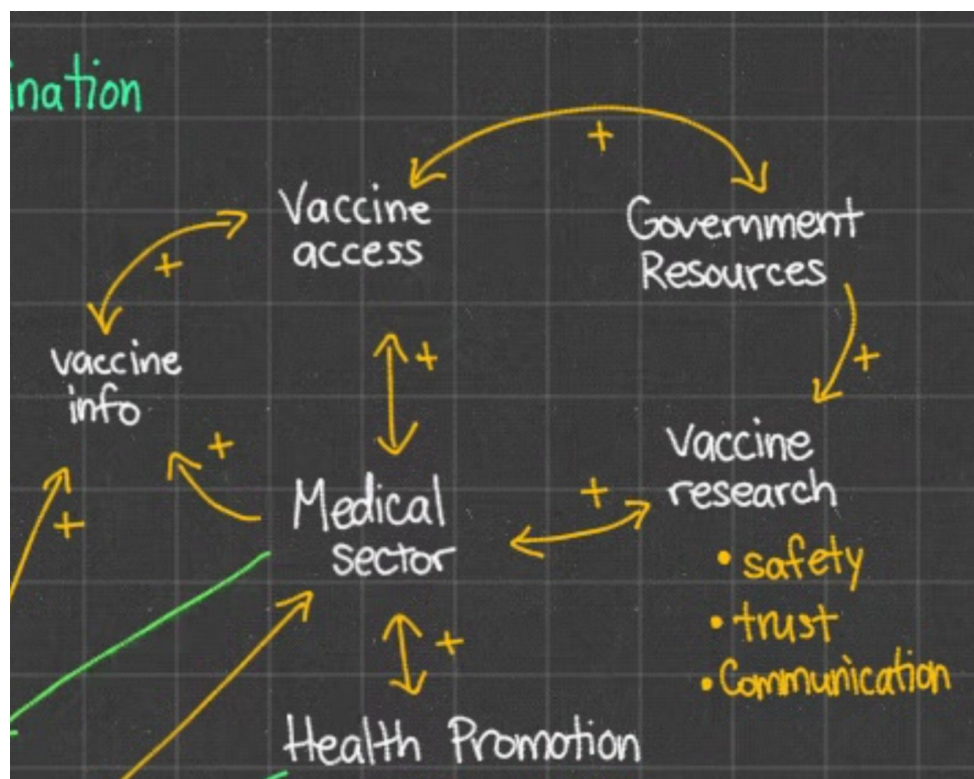 ination
+
Vaccine
access
Government
Resources
+
vaccine
info
+
+
+
Vaccine
research
Medical
sector
+
+
• safety
• trust
• Communication
+
Health Promotion